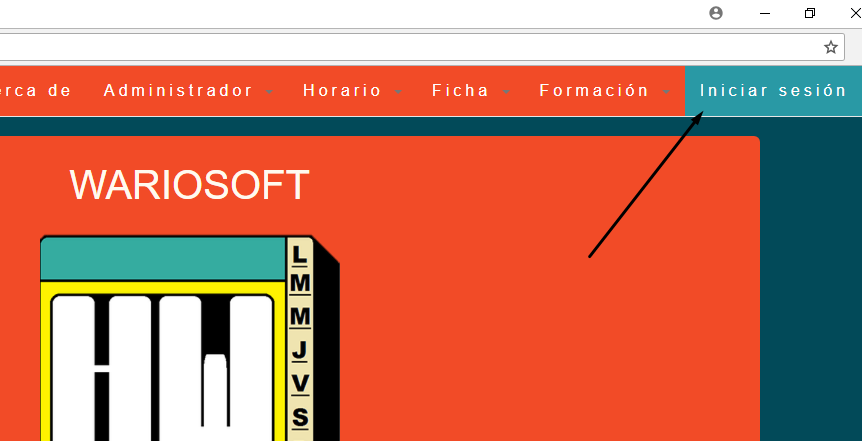 erca de Administrador Horario Ficha Formación Iniciar sesión
WARIOSOFT
L
M
M
J
V
S